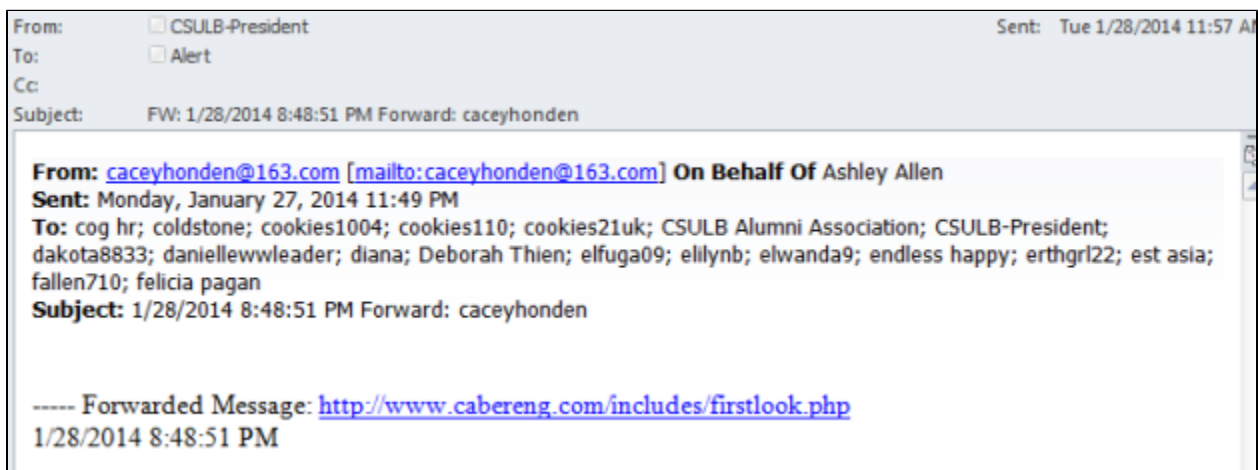 From: CSULB-President Sent: Tue 1/28/2014 11:57 AM
To: Alert
Cc:
Subject: FW: 1/28/2014 8:48:51 PM Forward: caceyhonden
From: caceyhonden@163.com [mailto:caceyhonden@163.com] On Behalf Of Ashley Allen
Sent: Monday, January 27, 2014 11:49 PM
To: cog hr; coldstone; cookies1004; cookies110; cookies21uk; CSULB Alumni Association; CSULB-President;
dakota8833; daniellewwleader; diana; Deborah Thien; elfuga09; elilynb; elwanda9; endless happy; erthgrl22; est asia;
fallen710; felicia pagan
Subject: 1/28/2014 8:48:51 PM Forward: caceyhonden
----- Forwarded Message: http://www.cabereng.com/includes/firstlook.php
1/28/2014 8:48:51 PM